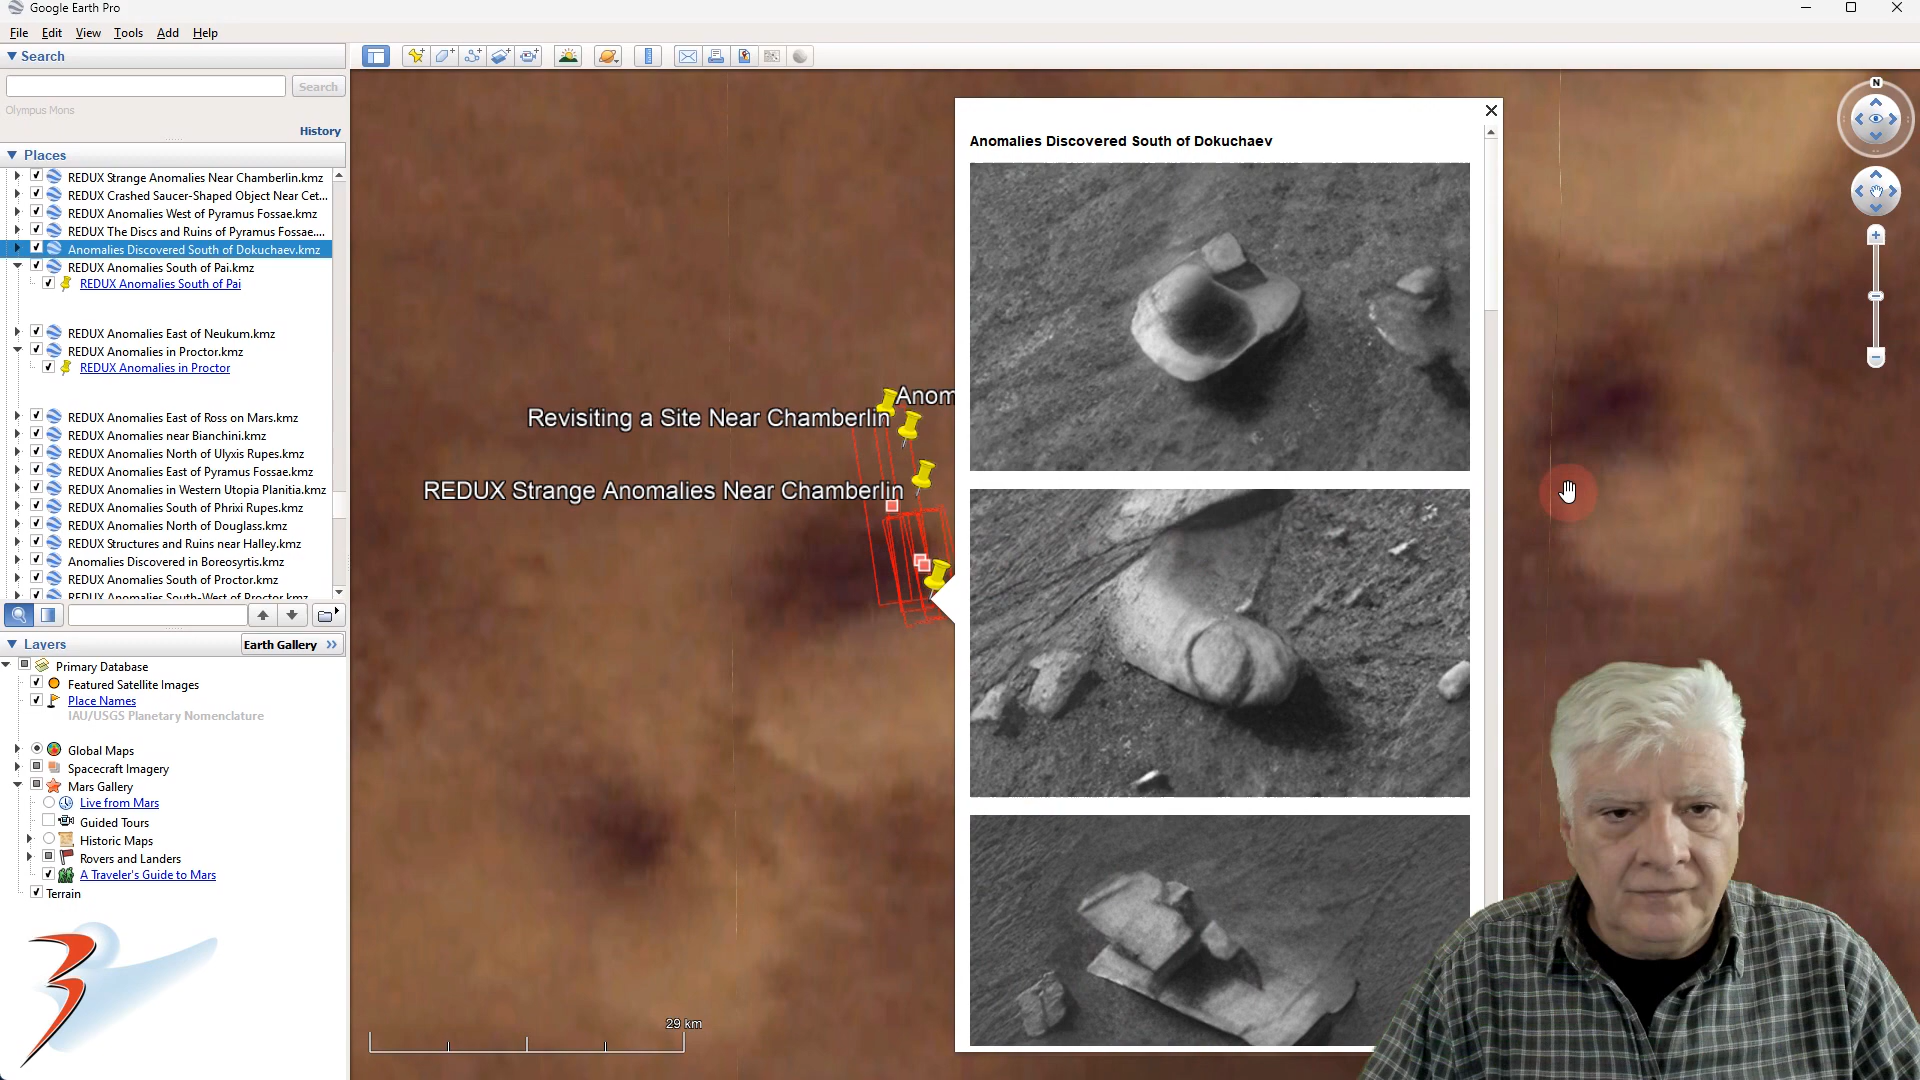 Google Earth Pro
File Edit View Tools Add Help
Search
Search
Olympus Mons
History
Places
REDUX Strange Anomalies Near Chamberlin.kmz
REDUX Crashed Saucer-Shaped Object Near Cet...
REDUX Anomalies West of Pyramus Fossae.kmz
REDUX The Discs and Ruins of Pyramus Fossae....
Anomalies Discovered South of Dokuchaev.kmz
REDUX Anomalies South of Pai.kmz
REDUX Anomalies South of Pai
REDUX Anomalies East of Neukum.kmz
REDUX Anomalies in Proctor.kmz
REDUX Anomalies in Proctor
REDUX Anomalies East of Ross on Mars.kmz
REDUX Anomalies near Bianchini.kmz
REDUX Anomalies North of Ulyxis Rupes.kmz
REDUX Anomalies East of Pyramus Fossae.kmz
REDUX Anomalies in Western Utopia Planitia.kmz
REDUX Anomalies South of Phrixi Rupes.kmz
REDUX Anomalies North of Douglass.kmz
REDUX Structures and Ruins near Halley.kmz
Anomalies Discovered in Boreosyrtis.kmz
REDUX Anomalies South of Proctor.kmz
REDUX Anomalies South-West of Proctor.kmz
Layers
Earth Gallery »
Primary Database
Featured Satellite Images
Place Names
IAU/USGS Planetary Nomenclature
Global Maps
Spacecraft Imagery
Mars Gallery
Live from Mars
Guided Tours
Historic Maps
Rovers and Landers
A Traveler's Guide to Mars
Terrain
Anom
Revisiting a Site Near Chamberlin
REDUX Strange Anomalies Near Chamberlin
29 km
Anomalies Discovered South of Dokuchaev
N